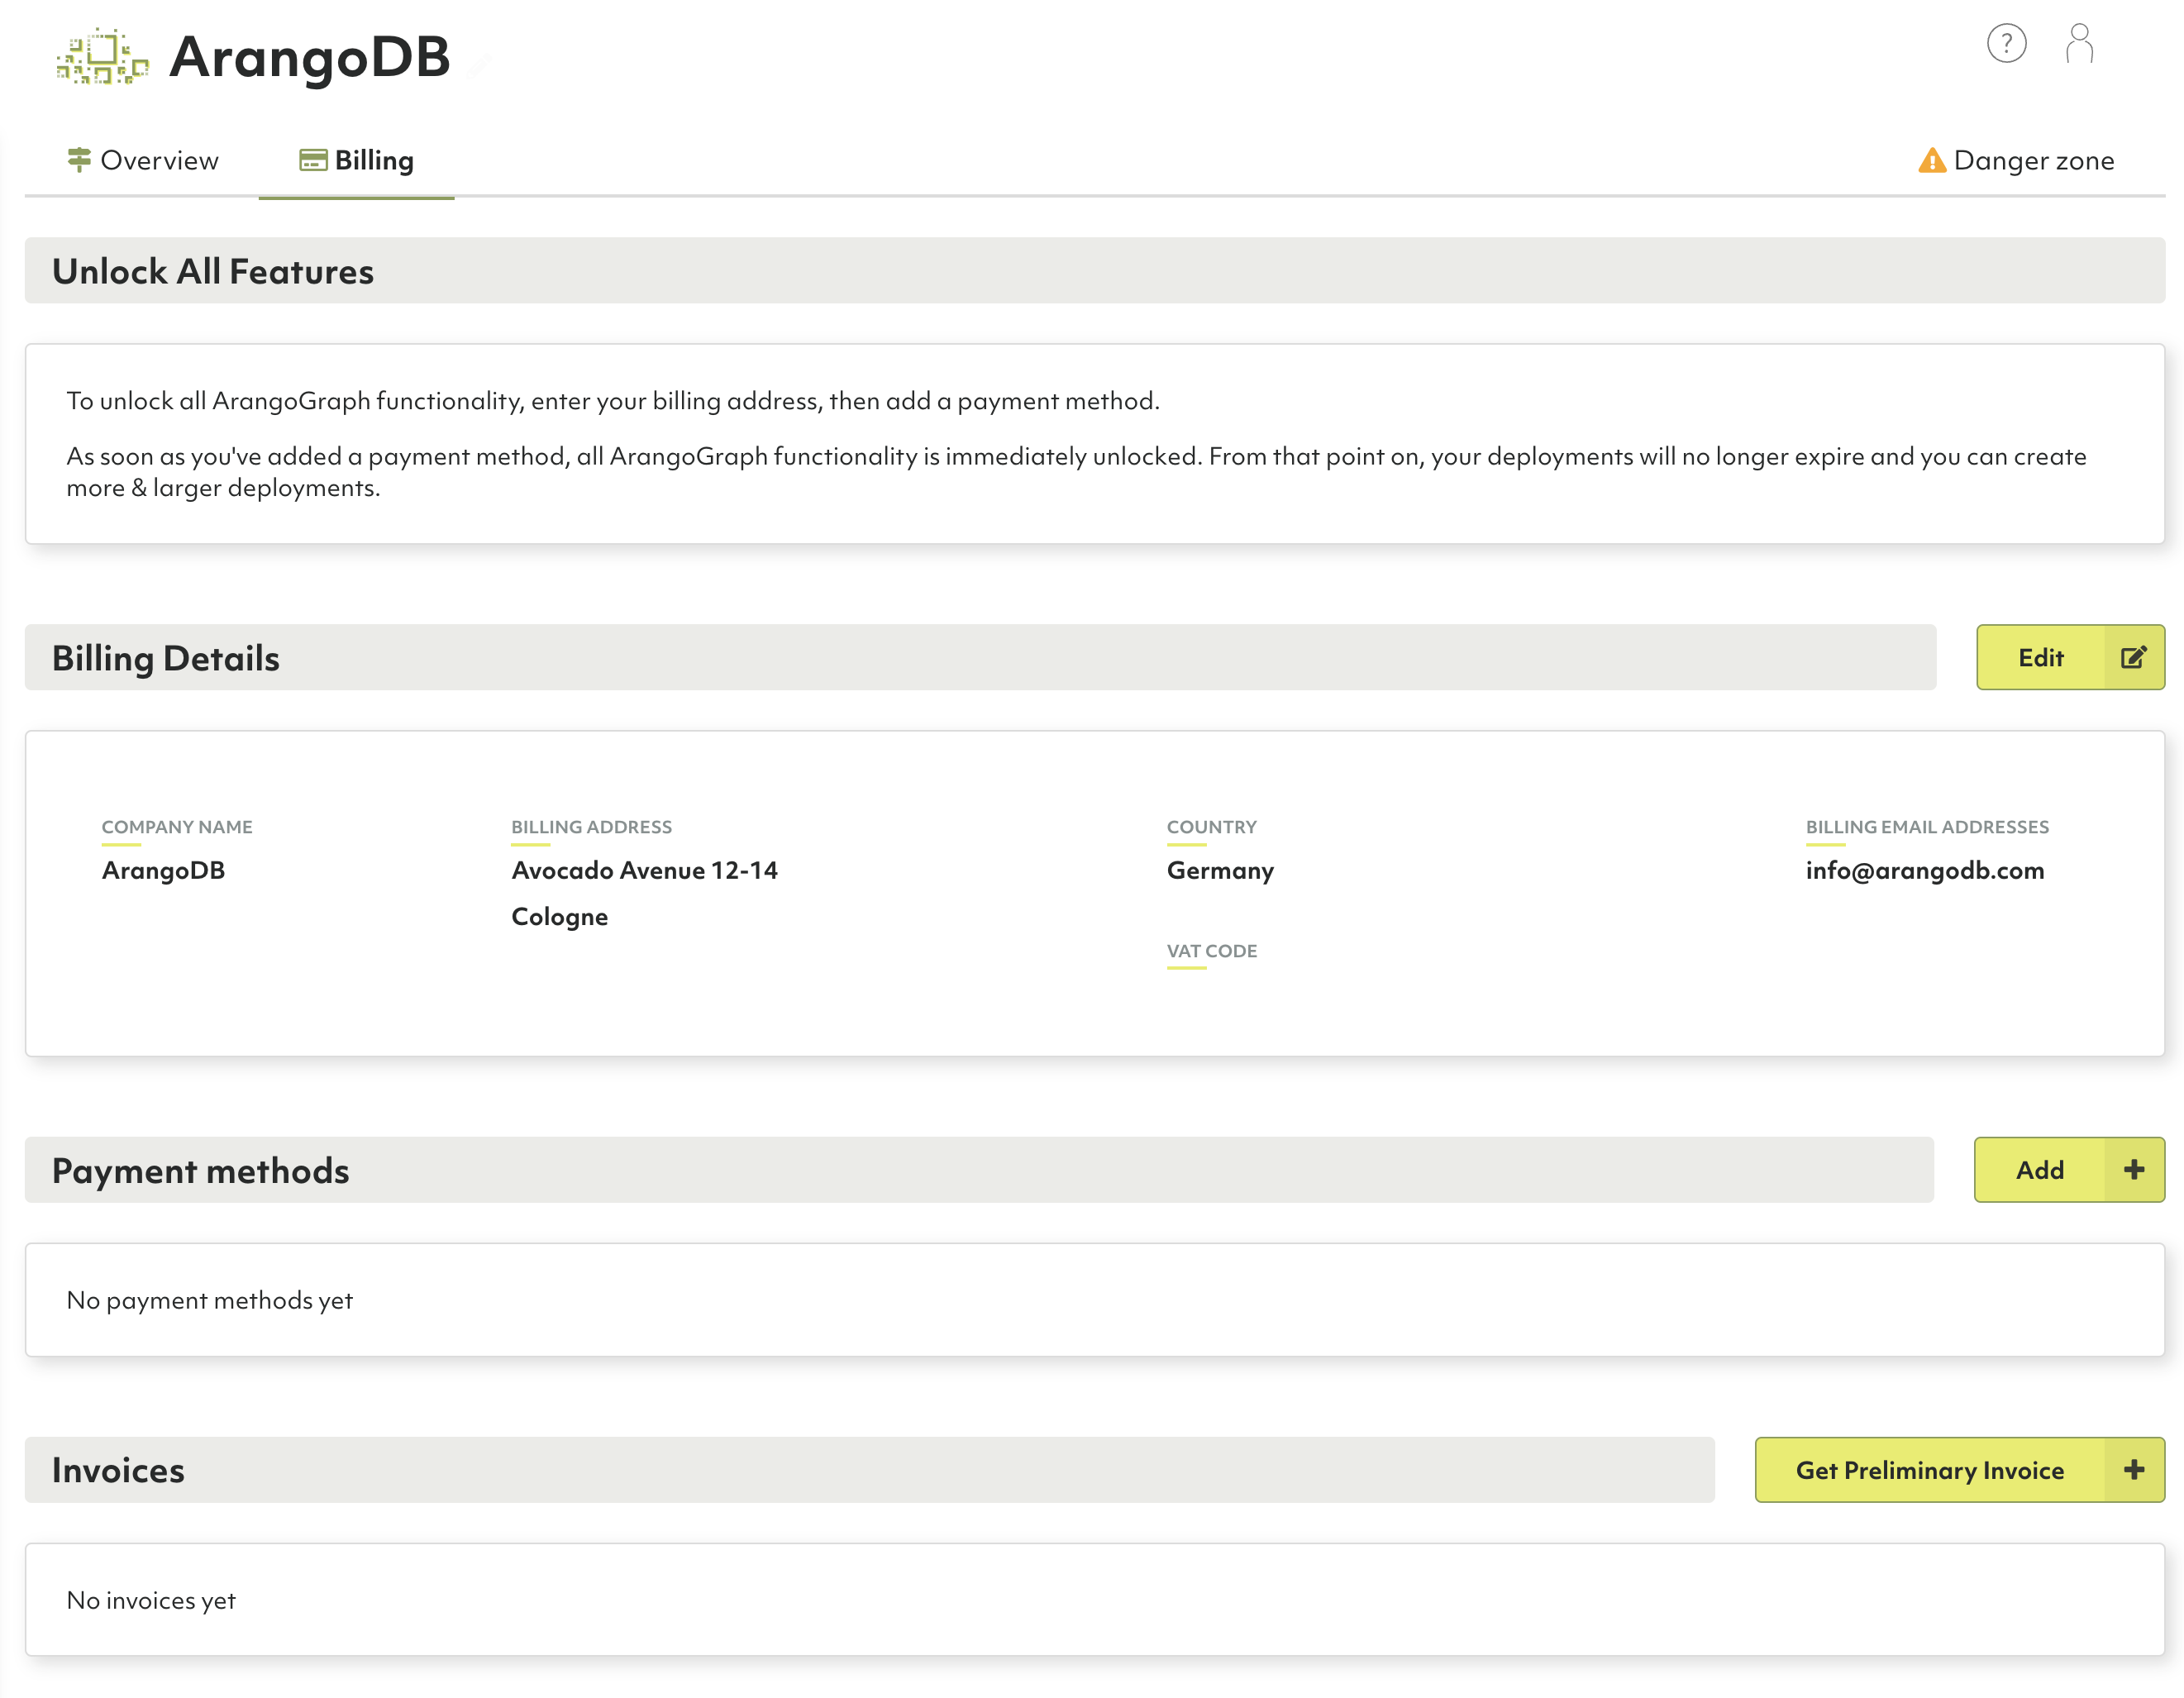 ArangoDB
?
Overview
Billing
Danger zone
Unlock All Features
To unlock all ArangoGraph functionality, enter your billing address, then add a payment method.
As soon as you've added a payment method, all ArangoGraph functionality is immediately unlocked. From that point on, your deployments will no longer expire and you can create
more & larger deployments.
Billing Details
Edit
COMPANY NAME
ArangoDB
BILLING ADDRESS
Avocado Avenue 12-14
Cologne
COUNTRY
Germany
VAT CODE
BILLING EMAIL ADDRESSES
info@arangodb.com
Payment methods
Add
No payment methods yet
Invoices
Get Preliminary Invoice
No invoices yet